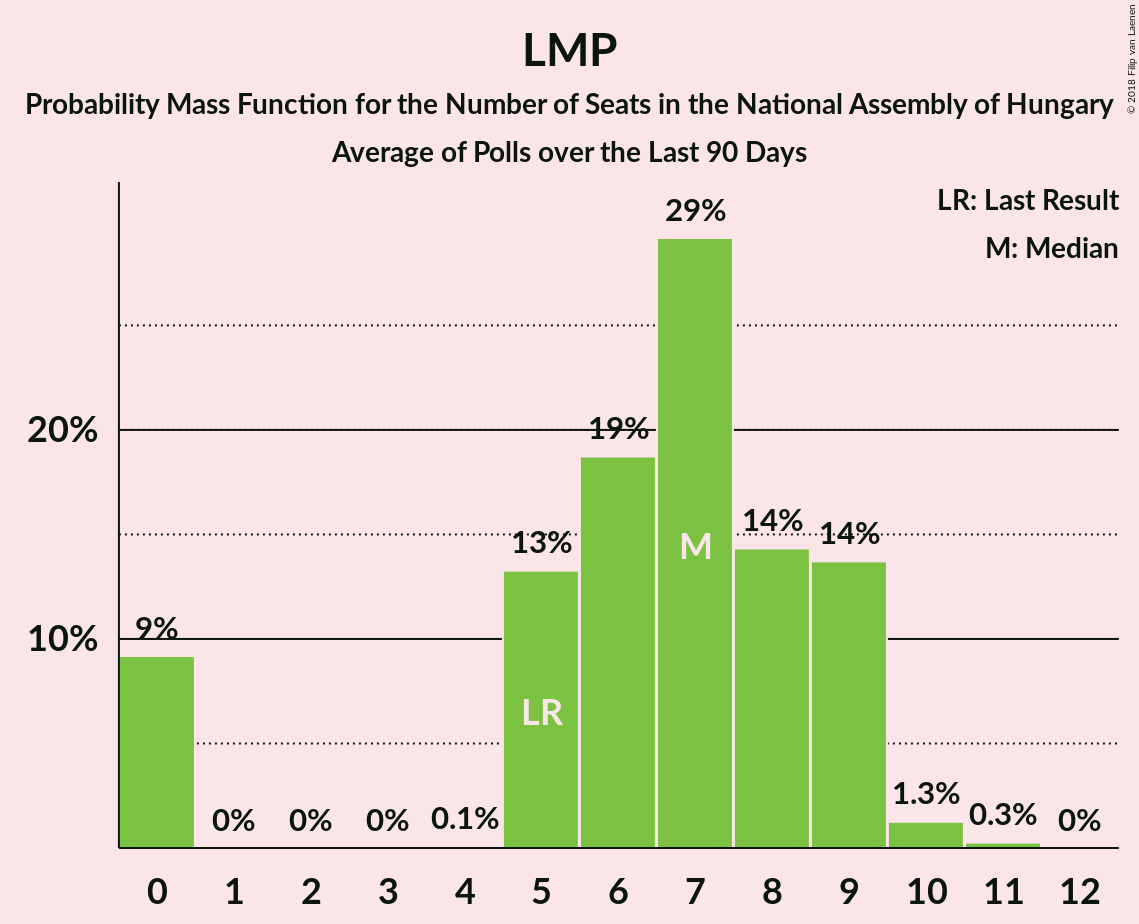 LMP
Probability Mass Function for the Number of Seats in the National Assembly of Hungary
Average of Polls over the Last 90 Days
© 2018 Filip van Laenen
LR: Last Result
M: Median
20%
10%
9%
0%
0%
0%
0.1%
13%
19%
29%
14%
14%
1.3%
0.3%
0%
LR
M
0 1 2 3 4 5 6 7 8 9 10 11 12